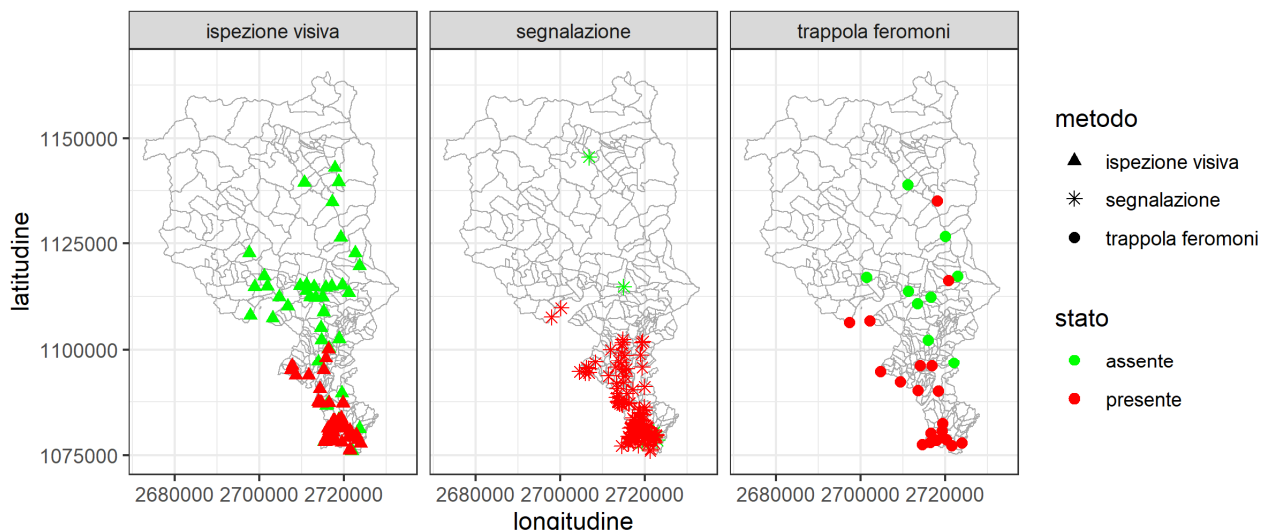 ispezione visiva
segnalazione
trappola feromoni
latitudine
1150000
1125000
1100000
1075000
2680000 2700000 2720000
2680000 2700000 2720000
2680000 2700000 2720000
longitudine
metodo
ispezione visiva
segnalazione
trappola feromoni
stato
assente
presente